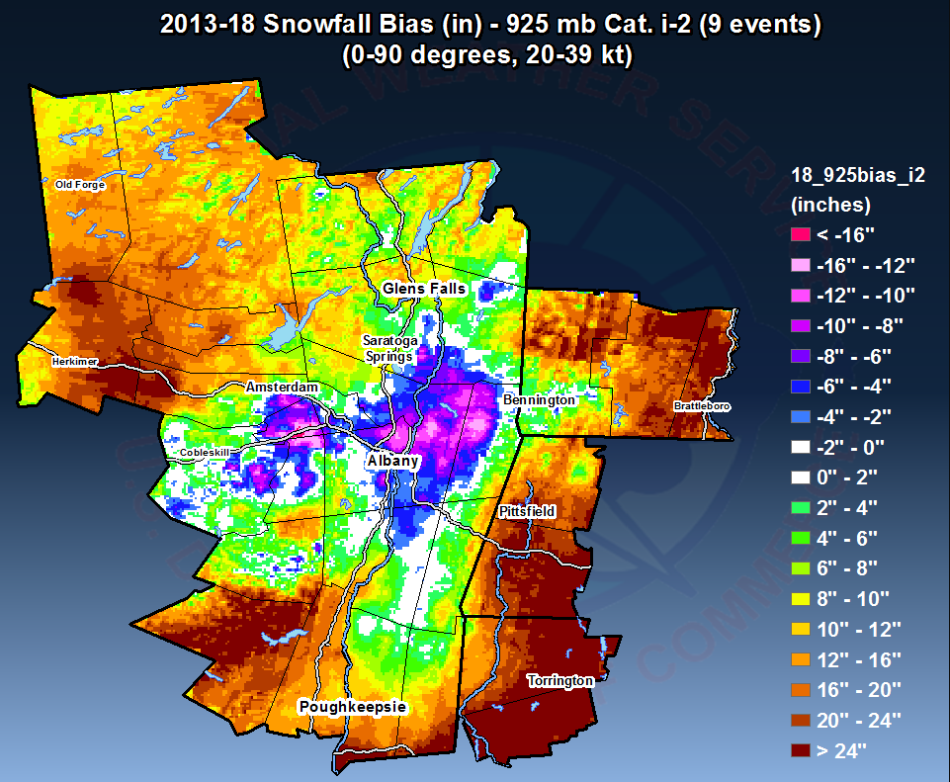 2013-18 Snowfall Bias (in) - 925 mb Cat. i-2 (9 events)
(0-90 degrees, 20-39 kt)
18_925bias_i2
(inches)
< -16"
-16" - -12"
-12" - -10"
-10" - -8"
-8" - -6"
-6" - -4"
-4" - -2"
-2" - 0"
0" - 2"
2" - 4"
4" - 6"
6" - 8"
8" - 10"
10" - 12"
12" - 16"
16" - 20"
20" - 24"
> 24"
Old Forge
Glens Falls
Saratoga
Springs
Herkimer
Amsterdam
Bennington
Brattleboro
Cobleskill
Albany
Pittsfield
Torrington
Poughkeepsie